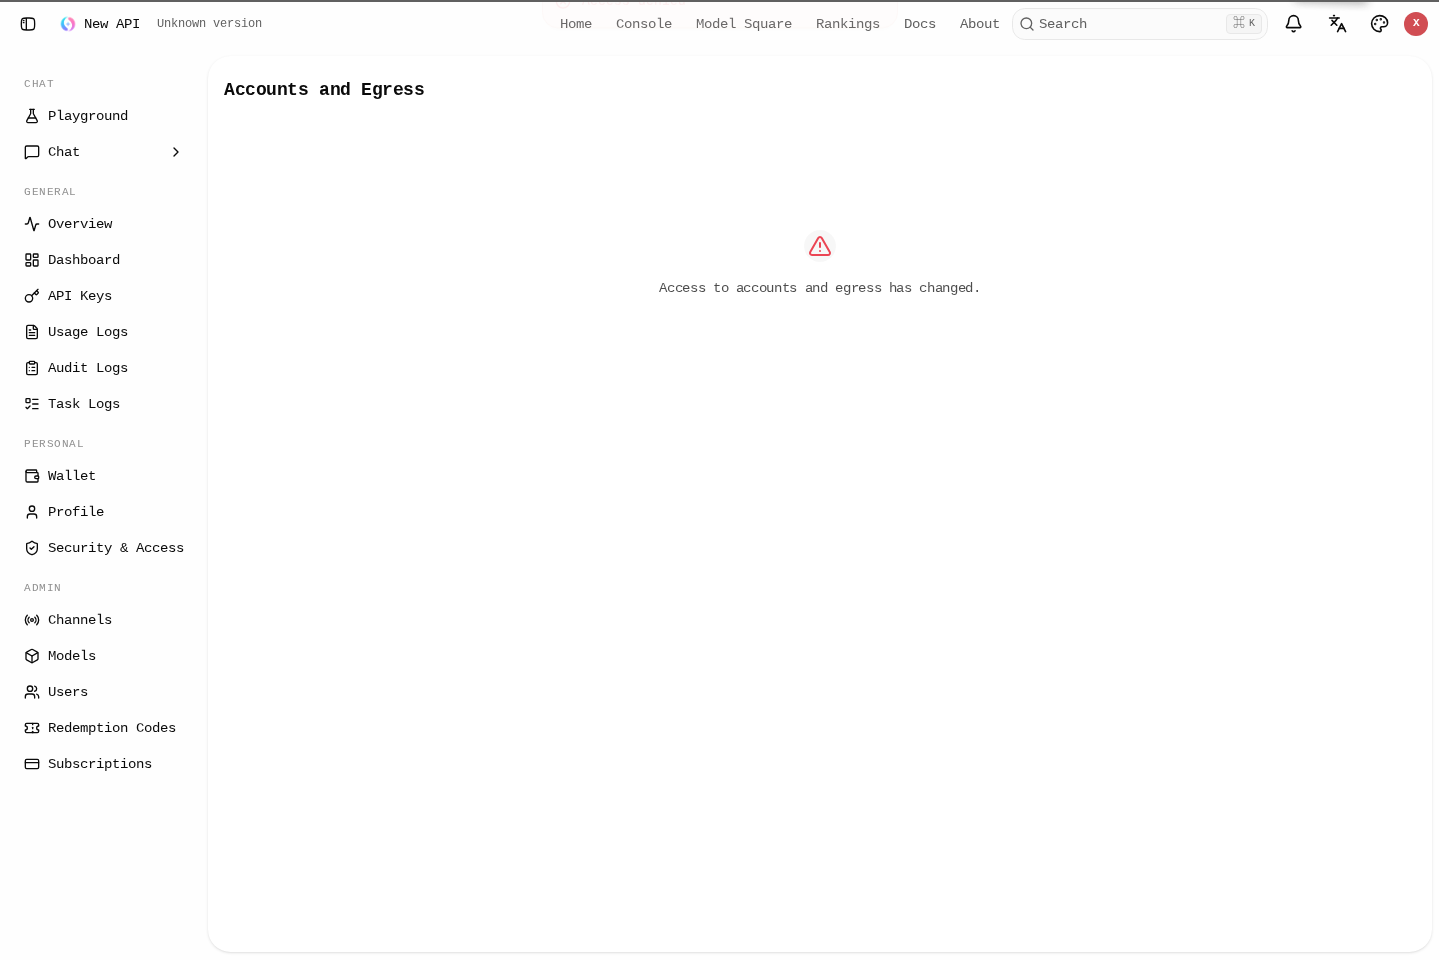 New API
Unknown version
Home
Console
Model Square
Rankings
Docs
About
Search
⌘ K
X
CHAT
Playground
Chat
GENERAL
Overview
Dashboard
API Keys
Usage Logs
Audit Logs
Task Logs
PERSONAL
Wallet
Profile
Security & Access
ADMIN
Channels
Models
Users
Redemption Codes
Subscriptions
Accounts and Egress
Access to accounts and egress has changed.